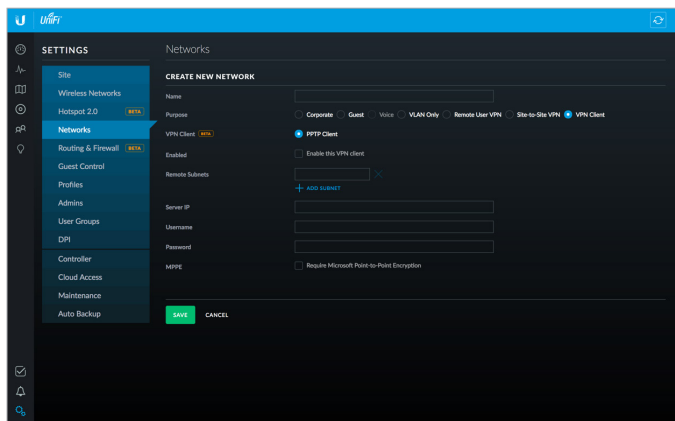 U UniFi
SETTINGS
Site
Wireless Networks
Hotspot 2.0 BETA
Networks
Routing & Firewall BETA
Guest Control
Profiles
Admins
User Groups
DPI
Controller
Cloud Access
Maintenance
Auto Backup
Networks
CREATE NEW NETWORK
Name
Purpose Corporate Guest Voice VLAN Only Remote User VPN Site-to-Site VPN VPN Client
VPN Client BETA PPTP Client
Enabled Enable this VPN client
Remote Subnets
ADD SUBNET
Server IP
Username
Password
MPPE Require Microsoft Point-to-Point Encryption
SAVE CANCEL